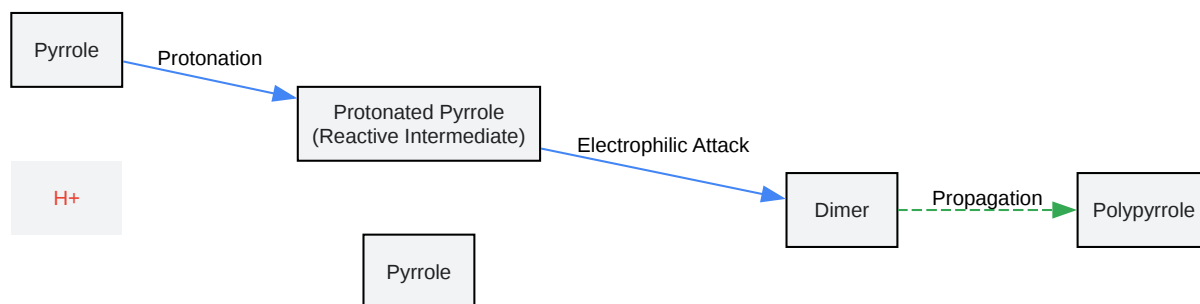 Pyrrole
Protonation
Protonated Pyrrole
(Reactive Intermediate)
Electrophilic Attack
H+
Dimer
Propagation
Polypyrrole
Pyrrole